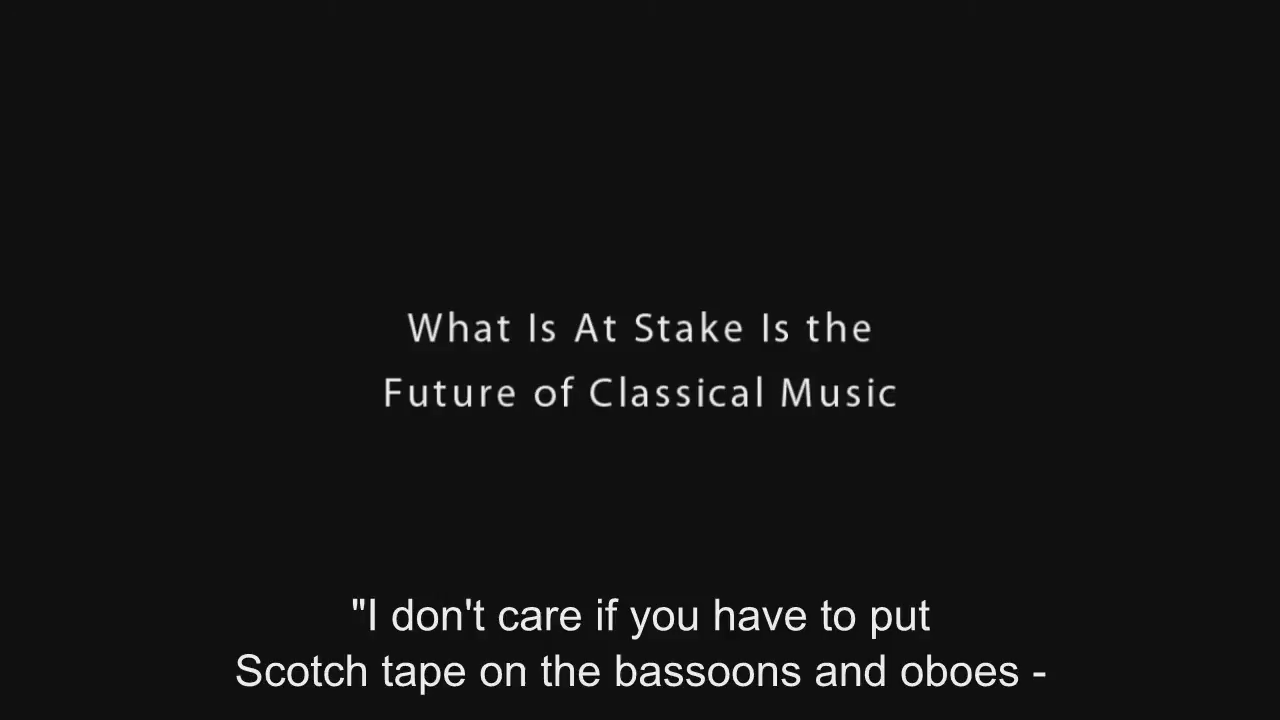 What Is At Stake Is the
Future of Classical Music
"I don't care if you have to put
Scotch tape on the bassoons and oboes -